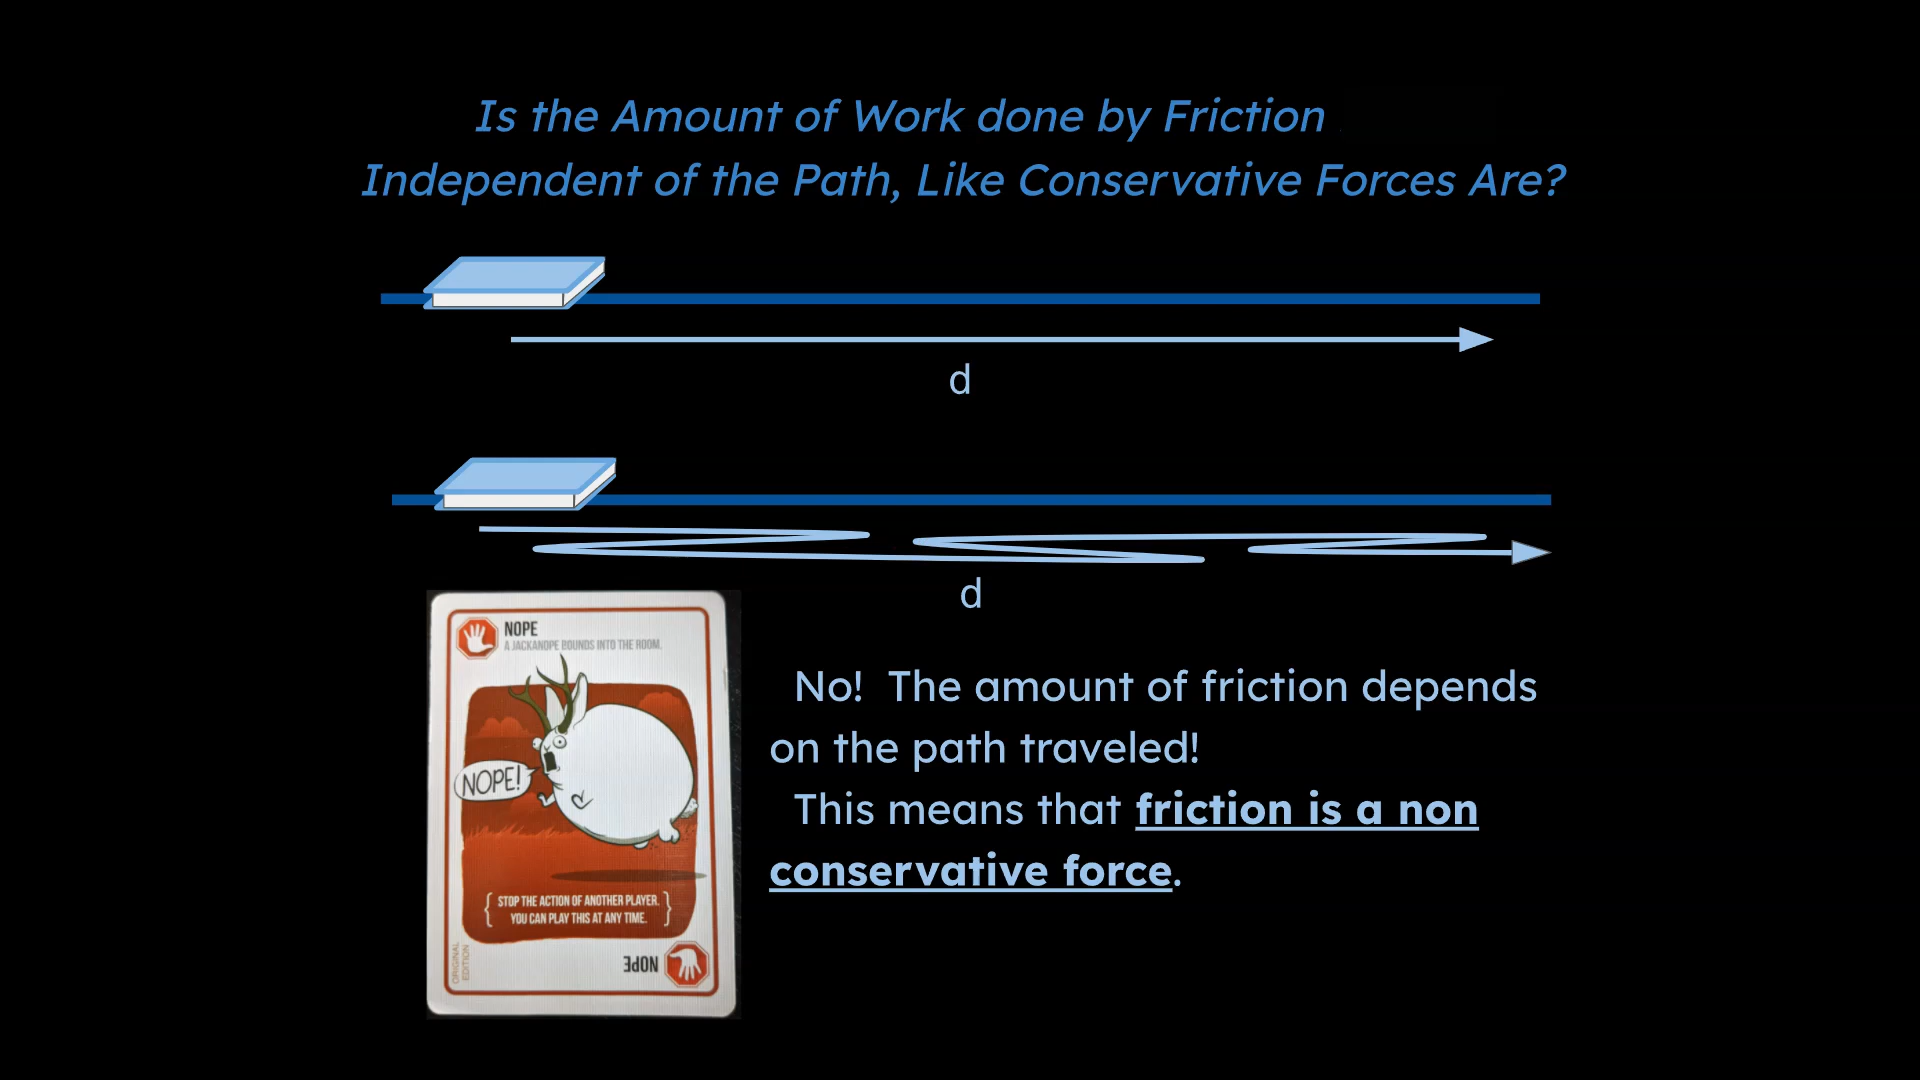 Is the Amount of Work done by Friction
Independent of the Path, Like Conservative Forces Are?
d
d
NOPE
A JACKANOPE BOUNDS INTO THE ROOM.
NOPE!
STOP THE ACTION OF ANOTHER PLAYER.
YOU CAN PLAY THIS AT ANY TIME.
ORIGINAL
EDITION
NOPE
No! The amount of friction depends
on the path traveled!
This means that friction is a non
conservative force.